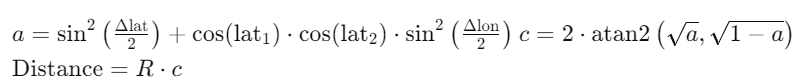 a = sin² (Δlat/2) + cos(lat₁) · cos(lat₂) · sin² (Δlon/2) c = 2 · atan2 (√a, √1 − a)
Distance = R · c